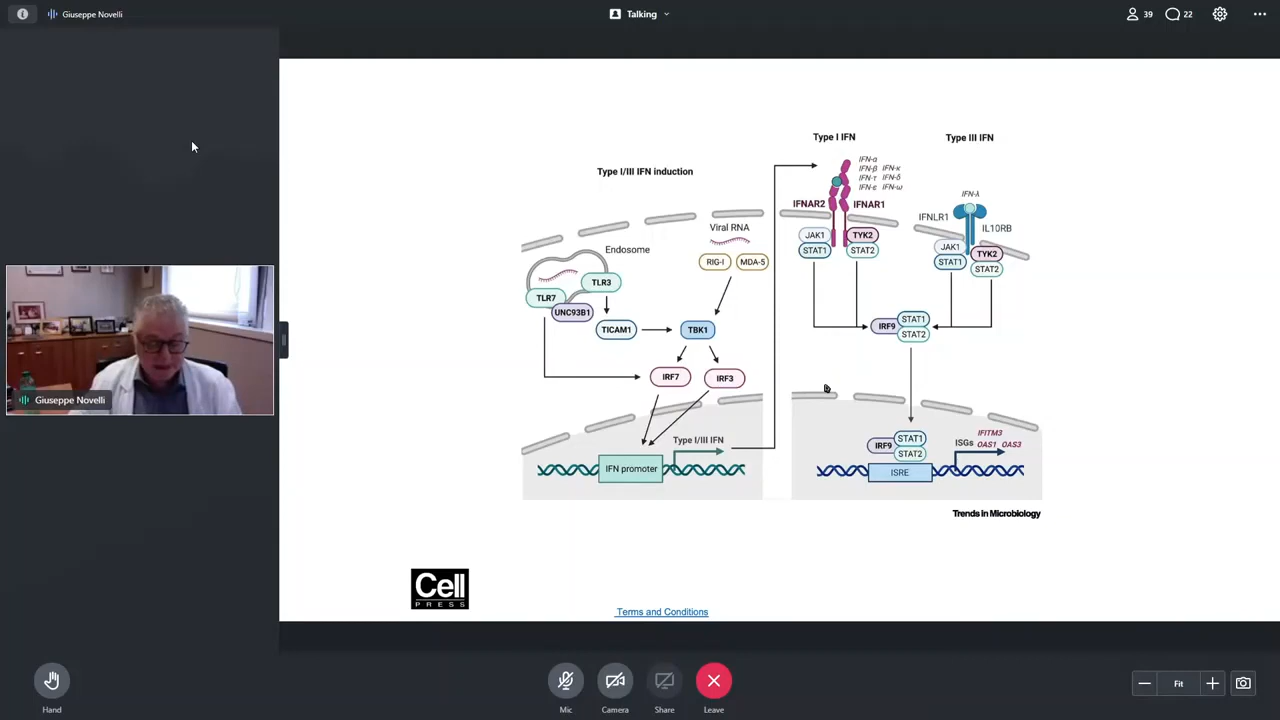 Giuseppe Novelli
Talking
39
22
Type I/III IFN induction
Type I IFN
Type III IFN
IFN-α
IFN-β IFN-κ
IFN-τ IFN-δ
IFN-ε IFN-ω
IFNAR2
IFNAR1
IFN-λ
IFNLR1
IL10RB
Endosome
Viral RNA
RIG-I
MDA-5
JAK1
STAT1
TYK2
STAT2
JAK1
STAT1
TYK2
STAT2
TLR3
TLR7
UNC93B1
TICAM1
TBK1
IRF9
STAT1
STAT2
IRF7
IRF3
Type I/III IFN
IFN promoter
IRF9
STAT1
STAT2
ISGs
IFITM3
OAS1 OAS3
ISRE
Trends in Microbiology
Cell
PRESS
Terms and Conditions
Giuseppe Novelli
Hand
Mic
Camera
Share
Leave
Fit